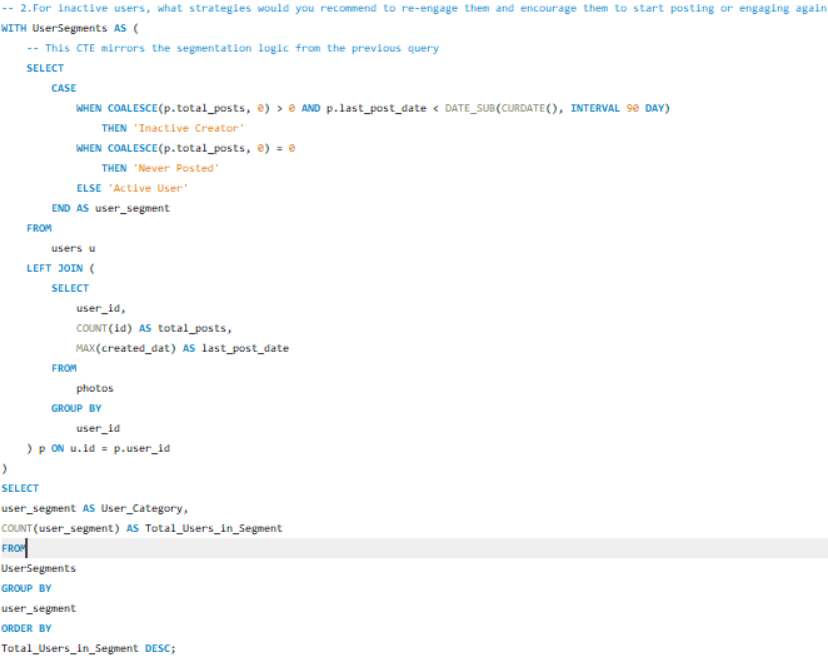 -- 2.For inactive users, what strategies would you recommend to re-engage them and encourage them to start posting or engaging again
WITH UserSegments AS (
    -- This CTE mirrors the segmentation logic from the previous query
    SELECT
        CASE
            WHEN COALESCE(p.total_posts, 0) > 0 AND p.last_post_date < DATE_SUB(CURDATE(), INTERVAL 90 DAY)
                THEN 'Inactive Creator'
            WHEN COALESCE(p.total_posts, 0) = 0
                THEN 'Never Posted'
            ELSE 'Active User'
        END AS user_segment
    FROM
        users u
    LEFT JOIN (
        SELECT
            user_id,
            COUNT(id) AS total_posts,
            MAX(created_dat) AS last_post_date
        FROM
            photos
        GROUP BY
            user_id
    ) p ON u.id = p.user_id
)
SELECT
user_segment AS User_Category,
COUNT(user_segment) AS Total_Users_in_Segment
FROM
UserSegments
GROUP BY
user_segment
ORDER BY
Total_Users_in_Segment DESC;